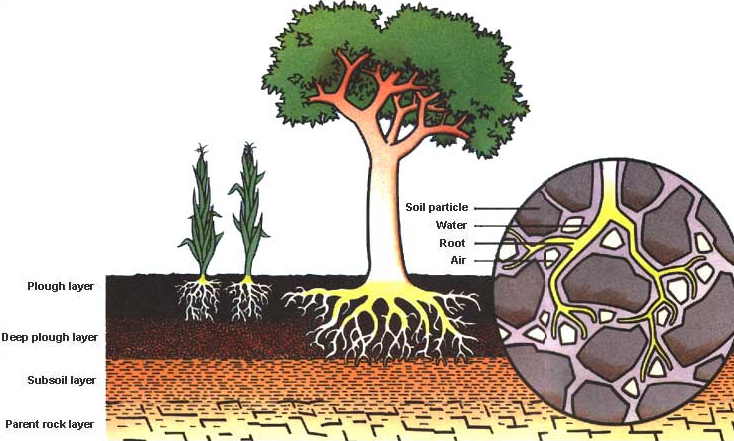 Soil particle
Water
Root
Air
Plough layer
Deep plough layer
Subsoil layer
Parent rock layer